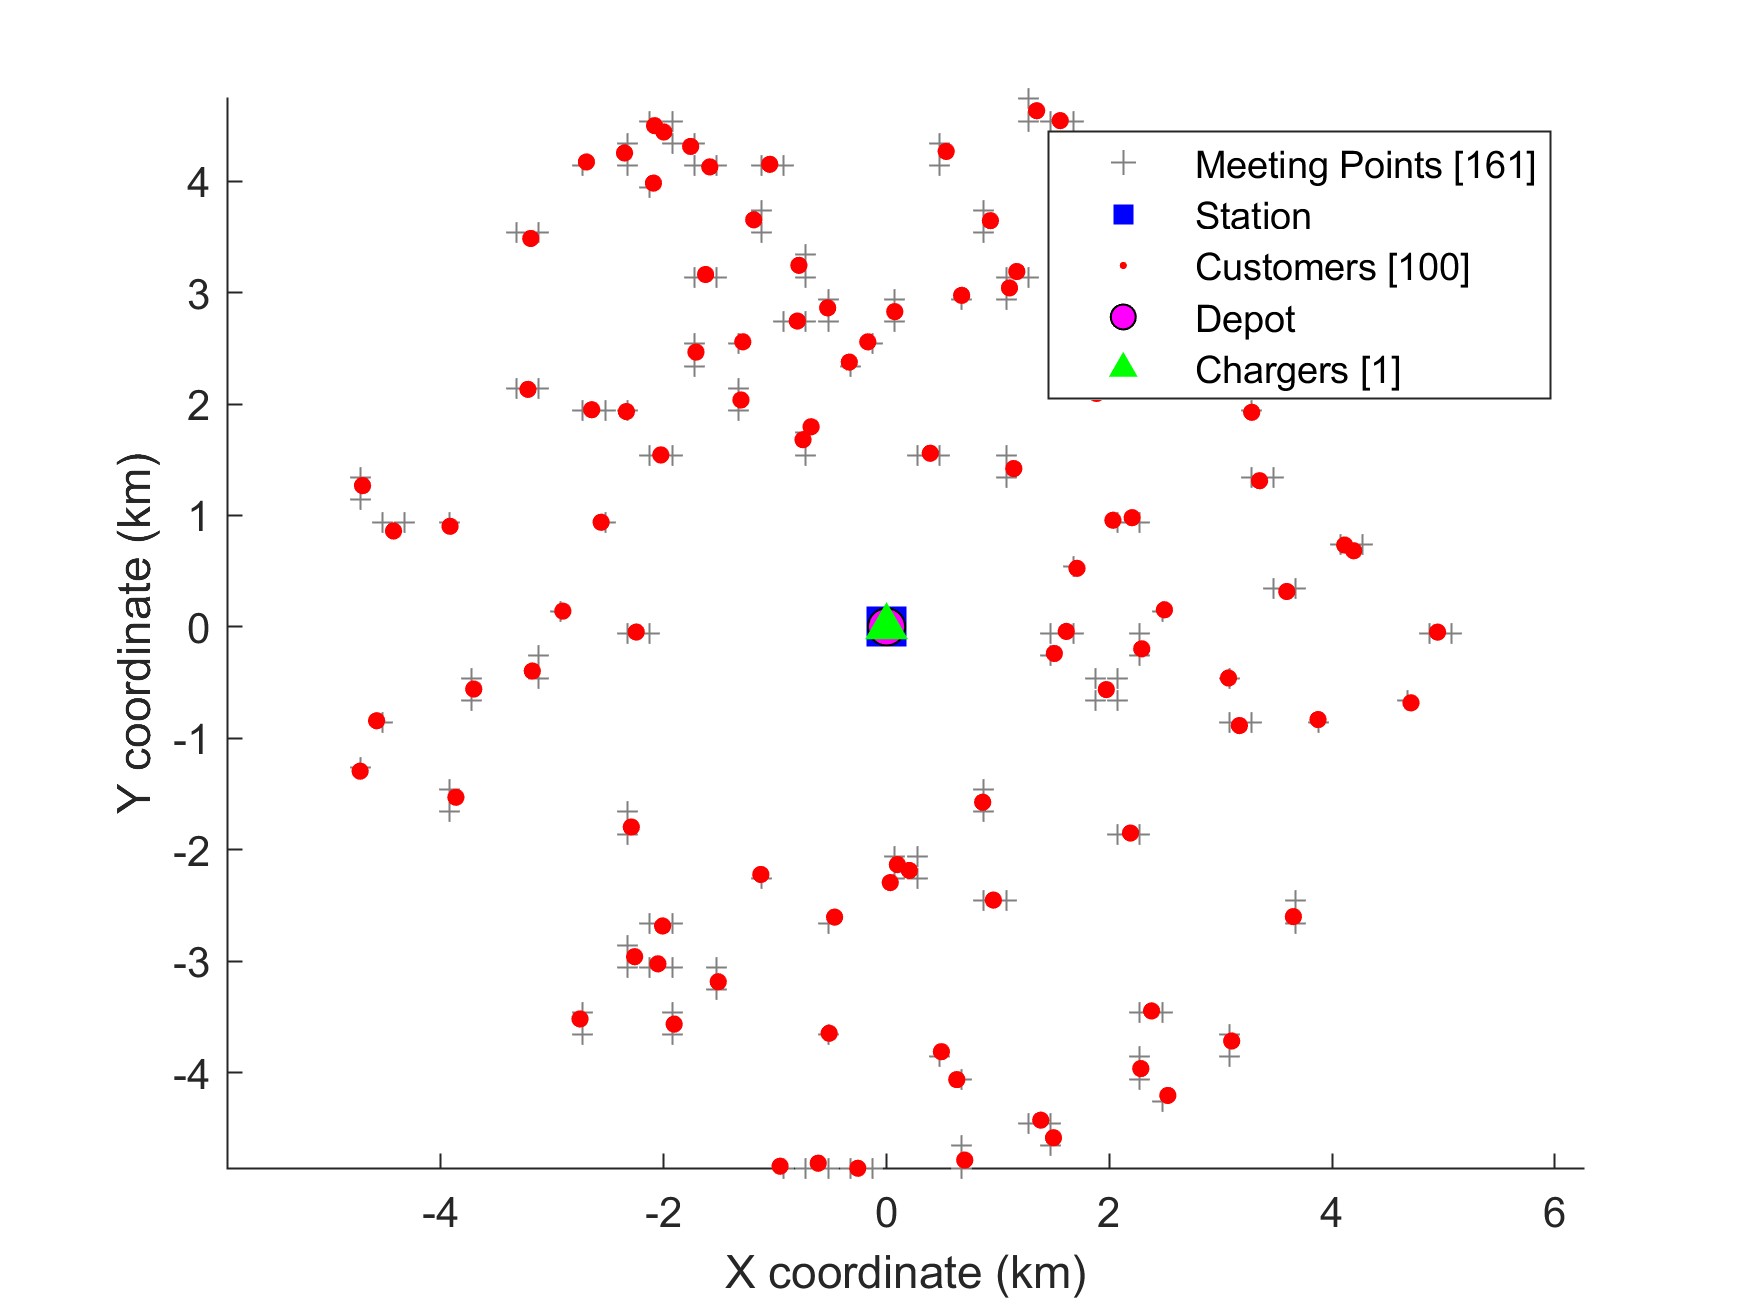 4
3
2
1
0
-1
-2
-3
-4
Y coordinate (km)
-4 -2 0 2 4 6
X coordinate (km)
Meeting Points [161]
Station
Customers [100]
Depot
Chargers [1]